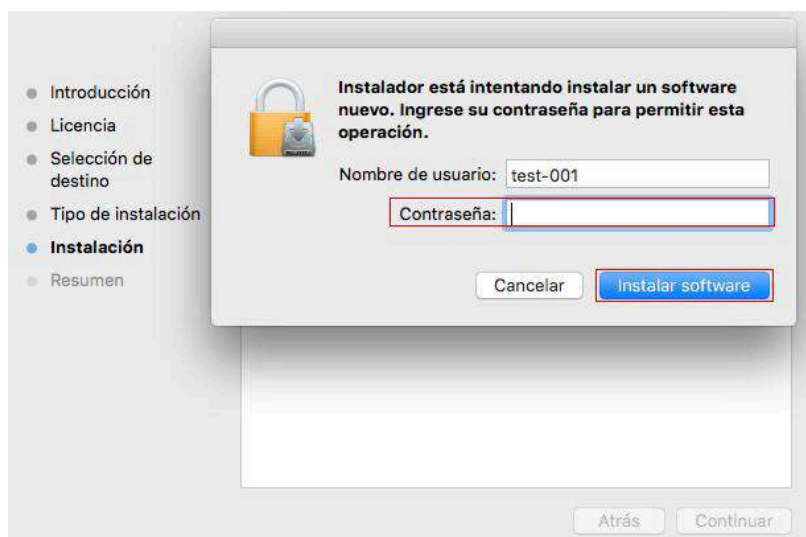 Introducción
Licencia
Selección de
destino
Tipo de instalación
Instalación
Resumen
Instalador está intentando instalar un software
nuevo. Ingrese su contraseña para permitir esta
operación.
Nombre de usuario: test-001
Contraseña:
Cancelar Instalar software
Atrás Continuar